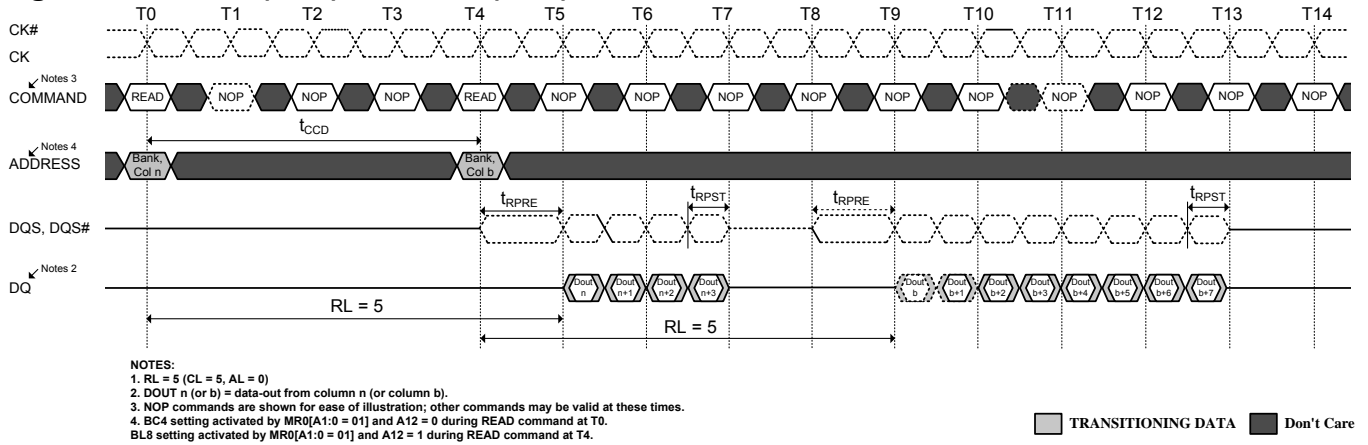 T0 T1 T2 T3 T4 T5 T6 T7 T8 T9 T10 T11 T12 T13 T14
CK#
CK
Notes 3
COMMAND READ NOP NOP NOP READ NOP NOP NOP NOP NOP NOP NOP NOP NOP NOP
tCCD
Notes 4
ADDRESS
Bank, Col n
Bank, Col b
tRPRE tRPST tRPRE tRPST
DQS, DQS#
Notes 2
DQ
Dout n Dout n+1 Dout n+2 Dout n+3 Dout b Dout b+1 Dout b+2 Dout b+3 Dout b+4 Dout b+5 Dout b+6 Dout b+7
RL = 5
RL = 5
NOTES:
1. RL = 5 (CL = 5, AL = 0)
2. DOUT n (or b) = data-out from column n (or column b).
3. NOP commands are shown for ease of illustration; other commands may be valid at these times.
4. BC4 setting activated by MR0[A1:0 = 01] and A12 = 0 during READ command at T0.
BL8 setting activated by MR0[A1:0 = 01] and A12 = 1 during READ command at T4.
TRANSITIONING DATA Don't Care